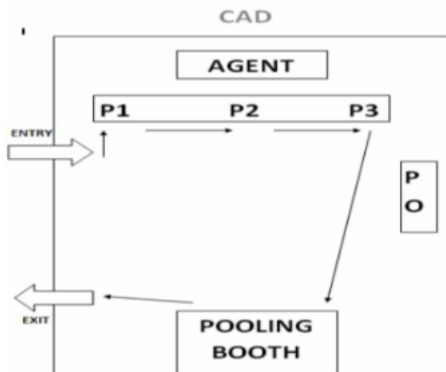 CAD
AGENT
P1 P2 P3
ENTRY
P
O
EXIT
POOLING
BOOTH